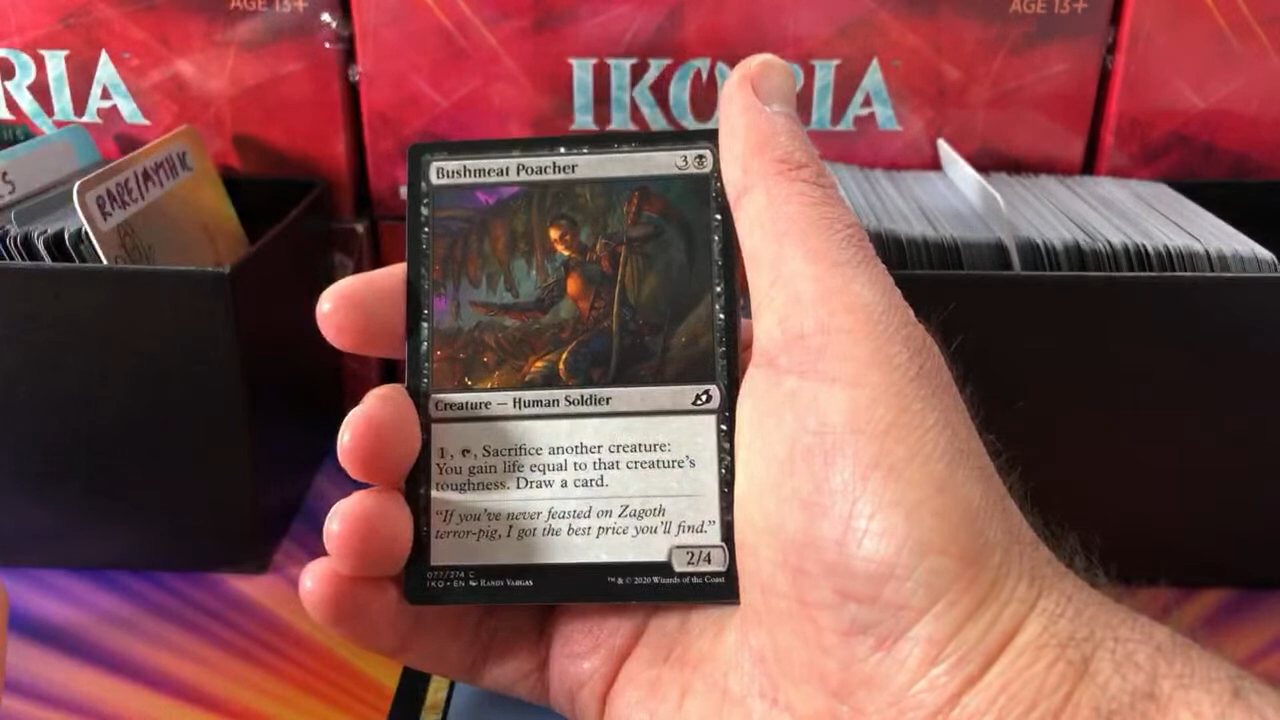 AGE 13+
AGE 13+
RIA
IKORIA
S
RARE/MYTHIC
Bushmeat Poacher 3
Creature — Human Soldier
1, , Sacrifice another creature:
You gain life equal to that creature's
toughness. Draw a card.
"If you've never feasted on Zagoth
terror-pig, I got the best price you'll find."
2/4
077/274 C
IKO • EN Randy Vargas
™ & © 2020 Wizards of the Coast